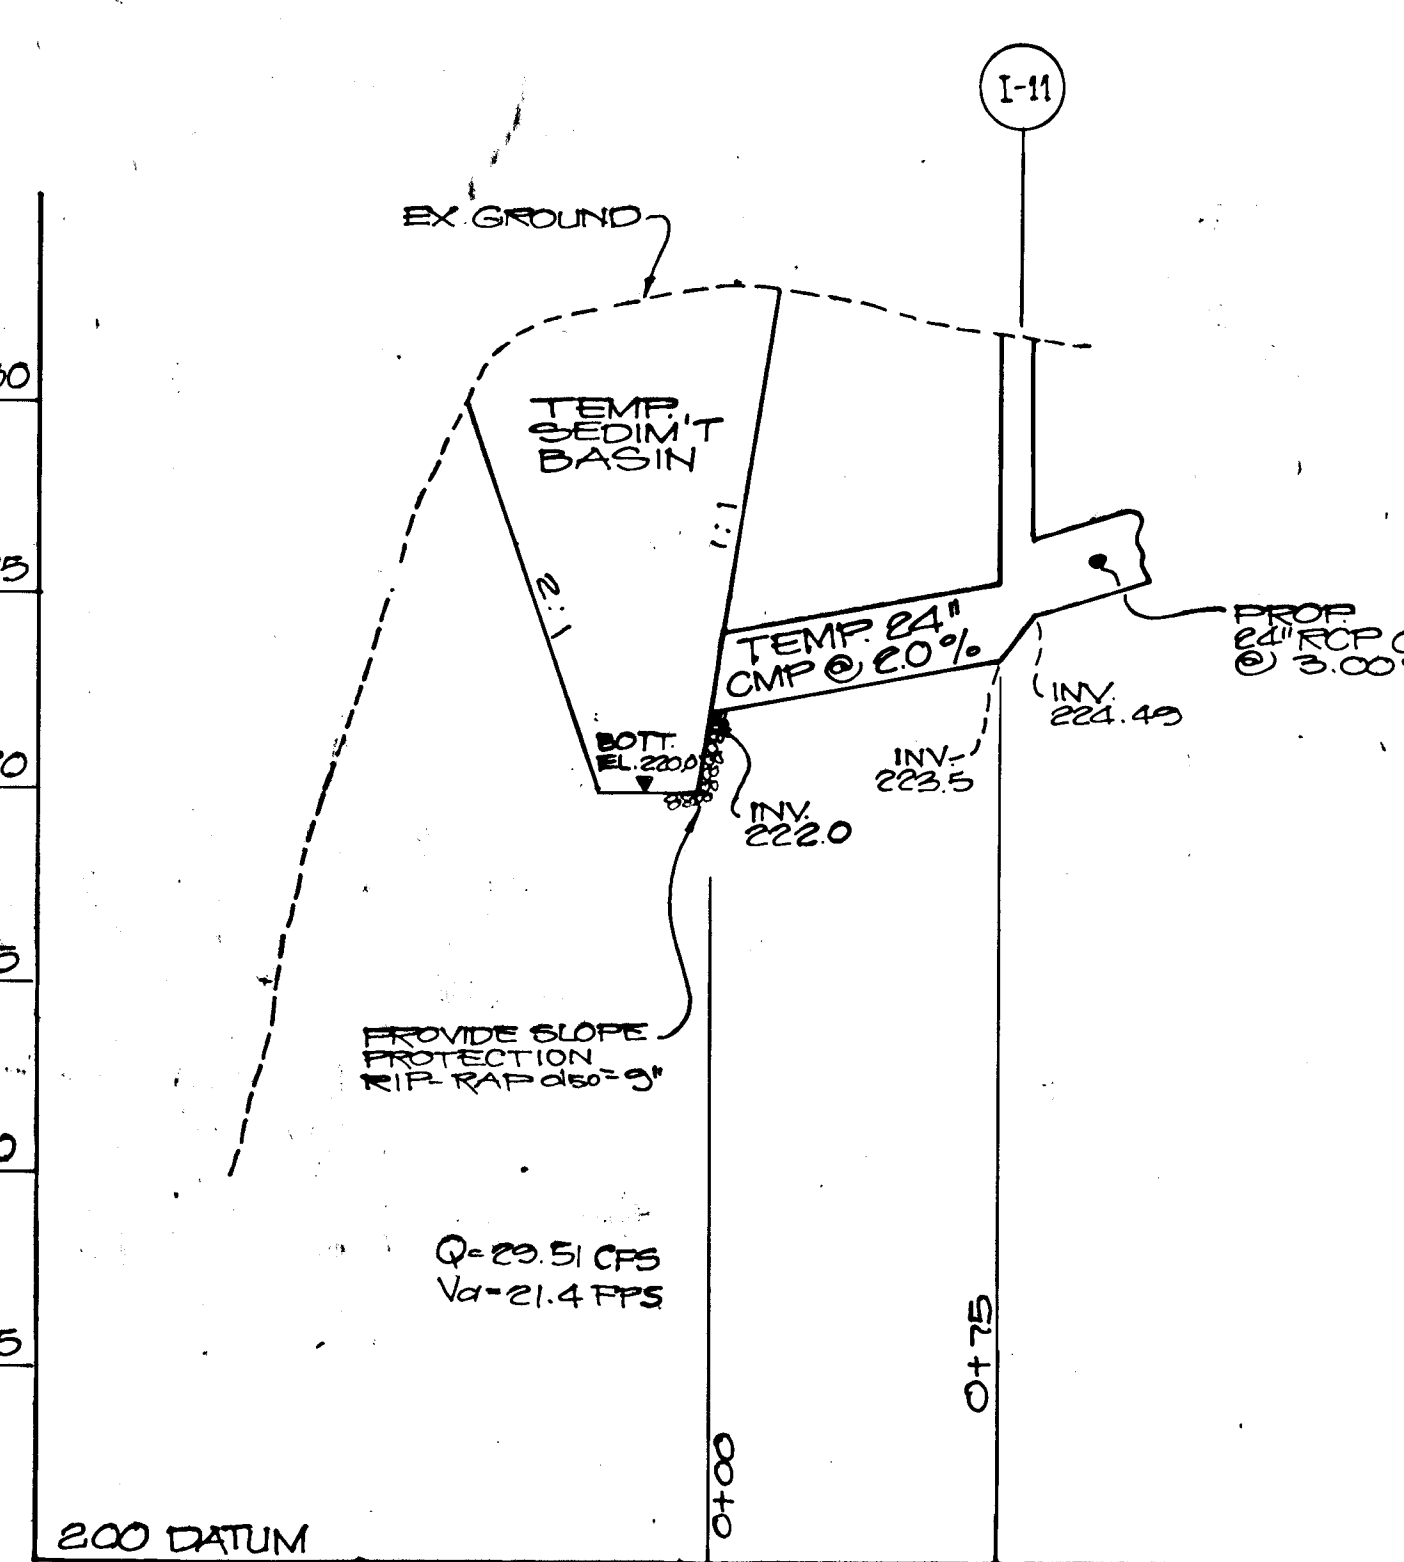 I-11
EX. GROUND
30
TEMP.
SEDIM'T
BASIN
1:1
2:1
TEMP. 24"
CMP @ 2.0%
PROP.
24" RCP
@ 3.00
INV.
224.49
INV.
223.5
BOTT.
EL. 220.0
INV.
222.0
PROVIDE SLOPE
PROTECTION
RIP-RAP d50=9"
Q=29.51 CFS
Va=21.4 FPS
0+75
0+00
200 DATUM